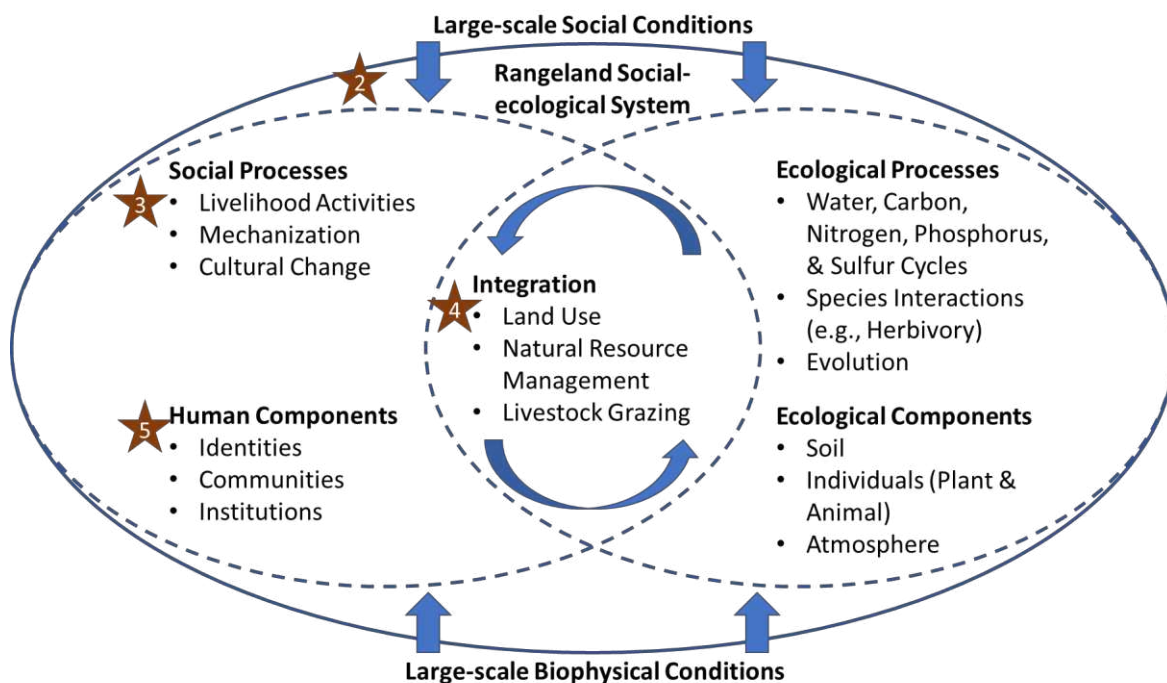 Large-scale Social Conditions
2
Rangeland Social-
ecological System
Social Processes
3
• Livelihood Activities
• Mechanization
• Cultural Change
Human Components
5
• Identities
• Communities
• Institutions
Integration
4
• Land Use
• Natural Resource
Management
• Livestock Grazing
Ecological Processes
• Water, Carbon,
Nitrogen, Phosphorus,
& Sulfur Cycles
• Species Interactions
(e.g., Herbivory)
• Evolution
Ecological Components
• Soil
• Individuals (Plant &
Animal)
• Atmosphere
Large-scale Biophysical Conditions